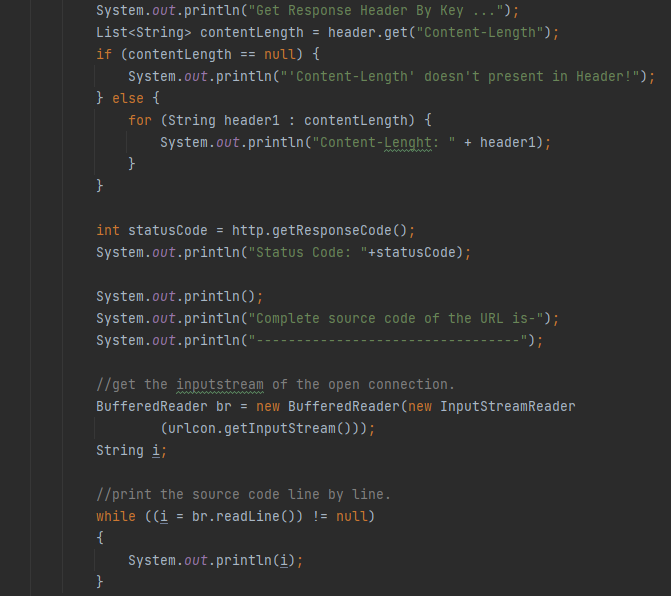 System.out.println("Get Response Header By Key ...");
List<String> contentLength = header.get("Content-Length");
if (contentLength == null) {
System.out.println("'Content-Length' doesn't present in Header!");
} else {
for (String header1 : contentLength) {
System.out.println("Content-Lenght: " + header1);
}
}
int statusCode = http.getResponseCode();
System.out.println("Status Code: "+statusCode);
System.out.println();
System.out.println("Complete source code of the URL is-");
System.out.println("---------------------------------");
//get the inputstream of the open connection.
BufferedReader br = new BufferedReader(new InputStreamReader
(urlcon.getInputStream()));
String i;
//print the source code line by line.
while ((i = br.readLine()) != null)
{
System.out.println(i);
}